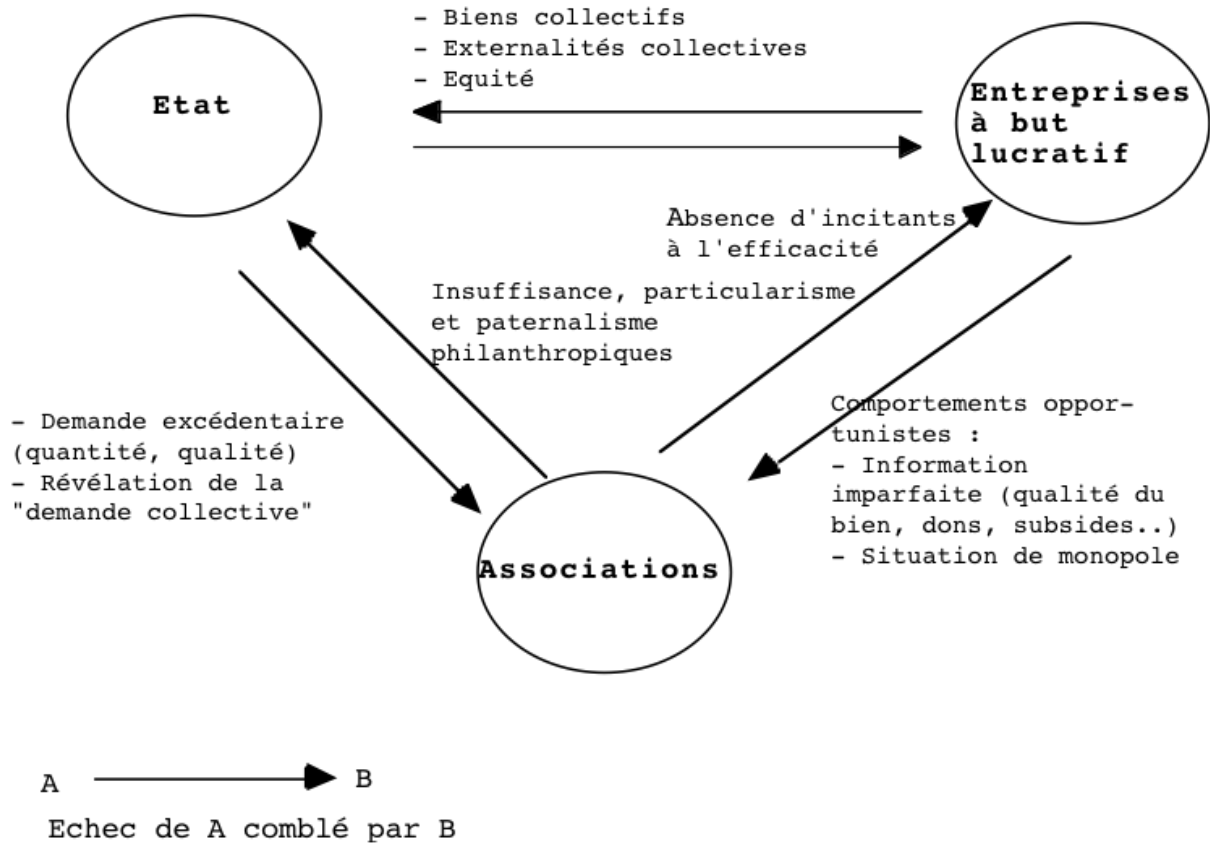 - Biens collectifs
- Externalités collectives
- Equité
Etat
Entreprises
à but
lucratif
Absence d'incitants
à l'efficacité
Insuffisance, particularisme
et paternalisme
philanthropiques
- Demande excédentaire
(quantité, qualité)
- Révélation de la
"demande collective"
Comportements oppor-
tunistes :
- Information
imparfaite (qualité du
bien, dons, subsides..)
- Situation de monopole
Associations
A B
Echec de A comblé par B